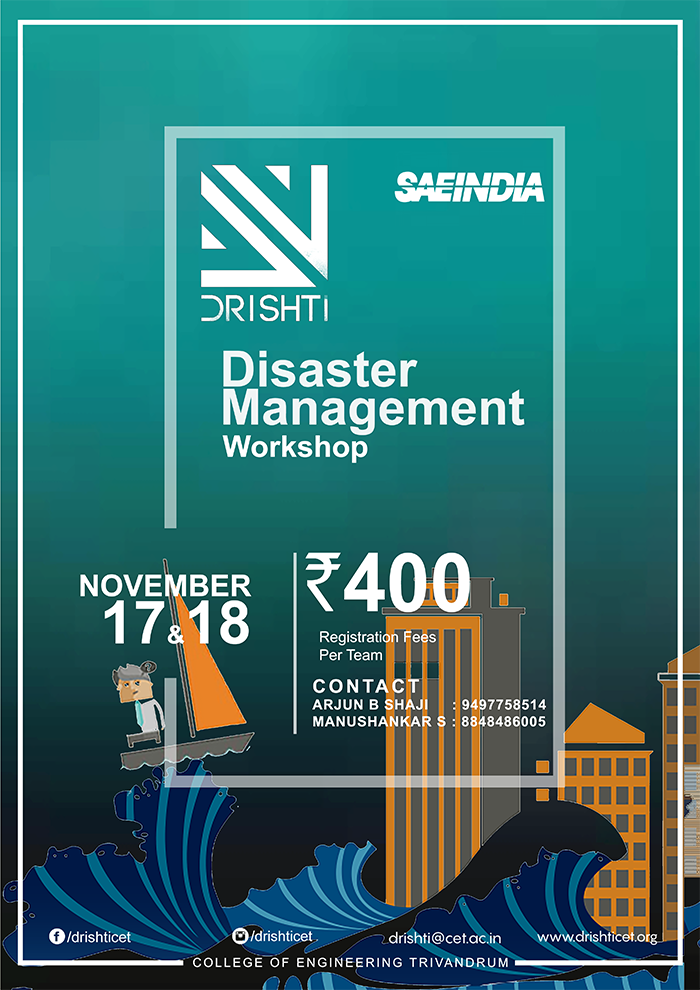 SAEINDIA
DRISHTI
Disaster
Management
Workshop
NOVEMBER
17&18
₹400
Registration Fees
Per Team
CONTACT
ARJUN B SHAJI : 9497758514
MANUSHANKAR S : 8848486005
/drishticet
/drishticet
drishti@cet.ac.in
www.drishticet.org
COLLEGE OF ENGINEERING TRIVANDRUM